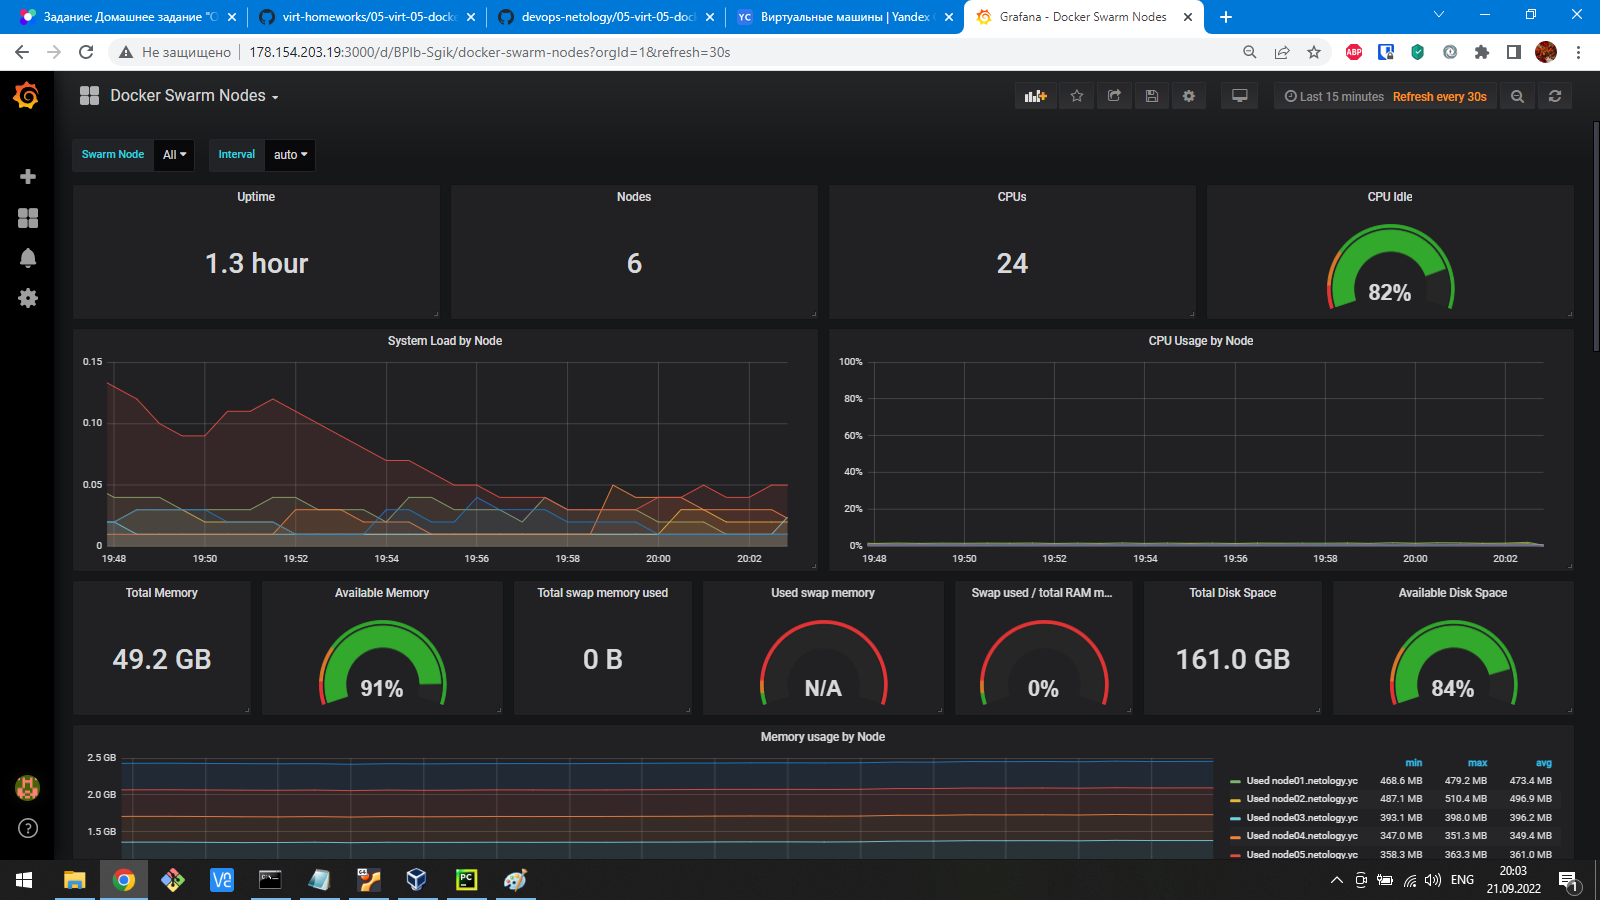 Задание: Домашнее задание "О
virt-homeworks/05-virt-05-docke
devops-netology/05-virt-05-doc
YC Виртуальные машины | Yandex
Grafana - Docker Swarm Nodes
Не защищено 178.154.203.19:3000/d/BPlb-Sgik/docker-swarm-nodes?orgId=1&refresh=30s
ABP
Docker Swarm Nodes
Last 15 minutes Refresh every 30s
Swarm Node All Interval auto
Uptime
1.3 hour
Nodes
6
CPUs
24
CPU Idle
82%
System Load by Node
0.15
0.10
0.05
0
19:48 19:50 19:52 19:54 19:56 19:58 20:00 20:02
CPU Usage by Node
100%
80%
60%
40%
20%
0%
19:48 19:50 19:52 19:54 19:56 19:58 20:00 20:02
Total Memory
49.2 GB
Available Memory
91%
Total swap memory used
0 B
Used swap memory
N/A
Swap used / total RAM m...
0%
Total Disk Space
161.0 GB
Available Disk Space
84%
Memory usage by Node
2.5 GB
2.0 GB
1.5 GB
min max avg
Used node01.netology.yc 468.6 MB 479.2 MB 473.4 MB
Used node02.netology.yc 487.1 MB 510.4 MB 496.9 MB
Used node03.netology.yc 393.1 MB 398.0 MB 396.2 MB
Used node04.netology.yc 347.0 MB 351.3 MB 349.4 MB
Used node05.netology.yc 358.3 MB 363.3 MB 361.0 MB
PC
ENG
20:03
21.09.2022
1